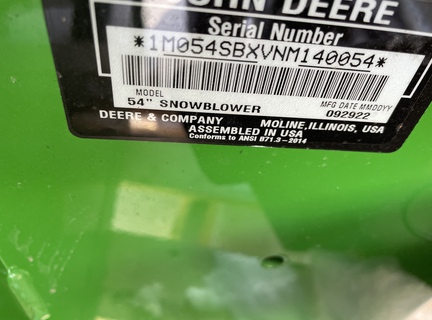 JOHN DEERE
Serial Number
*1M054SBXVNM140054*
MODEL
54" SNOWBLOWER
MFG DATE MMDDYY
092922
DEERE & COMPANY MOLINE, ILLINOIS, USA
ASSEMBLED IN USA
Conforms to ANSI B71.3-2014